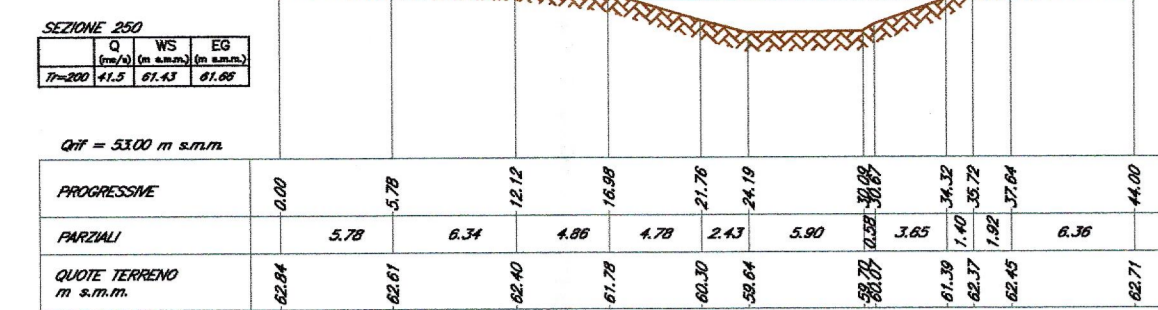 SEZIONE 250
Q WS EG
(mc/s) (m s.m.m.) (m s.m.m.)
Tr=200 41.5 61.43 61.66
Qrif = 53.00 m s.m.m.
PROGRESSIVE 0.00 5.78 12.12 16.98 21.76 24.19 30.09 30.67 34.32 35.72 37.64 44.00
PARZIALI 5.78 6.34 4.86 4.78 2.43 5.90 0.58 3.65 1.40 1.92 6.36
QUOTE TERRENO 62.84 62.61 62.40 61.78 60.30 59.64 59.70 60.07 61.39 62.37 62.45 62.71
m s.m.m.